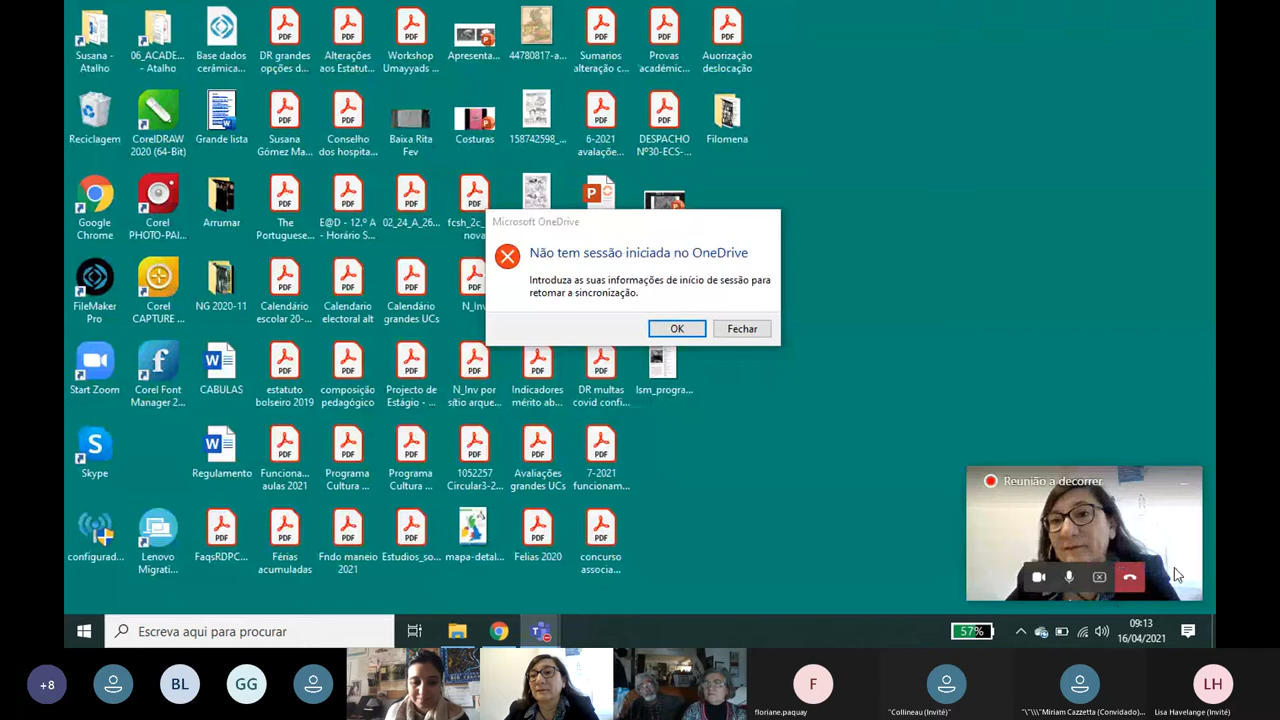 Susana - Atalho
06_ACADE... - Atalho
Base dados cerâmica...
DR grandes opções d...
Alterações aos Estatut...
Workshop Umayyads ...
Apresenta...
44780817-a...
Sumarios alteração c...
Provas académic...
Auorização deslocação
Reciclagem
CorelDRAW 2020 (64-Bit)
Grande lista
Susana Gómez Ma...
Conselho dos hospita...
Baixa Rita Fev
Costuras
158742598_...
6-2021 avalaçõe...
DESPACHO Nº30-ECS-...
Filomena
Google Chrome
Corel PHOTO-PAI...
Arrumar
The Portuguese...
E@D - 12.º A - Horário S...
02_24_A_26...
fcsh_2c_ nova
Microsoft OneDrive
Não tem sessão iniciada no OneDrive
Introduza as suas informações de início de sessão para
retomar a sincronização.
OK
Fechar
FileMaker Pro
Corel CAPTURE ...
NG 2020-11
Calendário escolar 20-...
Calendario electoral alt
Calendário grandes UCs
N_Inv
Start Zoom
Corel Font Manager 2...
CABULAS
estatuto bolseiro 2019
composição pedagógico
Projecto de Estágio - ...
N_Inv por sítio arque...
Indicadores mérito ab...
DR multas covid confi...
lsm_progra...
Skype
Regulamento
Funciona... aulas 2021
Programa Cultura ...
Programa Cultura ...
1052257 Circular3-2...
Avaliações grandes UCs
7-2021 funcionam...
Reunião a decorrer
configurad...
Lenovo Migrati...
FaqsRDPC...
Férias acumuladas
Fndo maneio 2021
Estudios_so...
mapa-detal...
Felias 2020
concurso associa...
Escreva aqui para procurar
57%
09:13
16/04/2021
+8
BL
GG
F
floriane.paquay
"Collineau (Invité)"
"\"\\\"Miriam Cazzetta (Convidado)...
LH
Lisa Havelange (Invité)